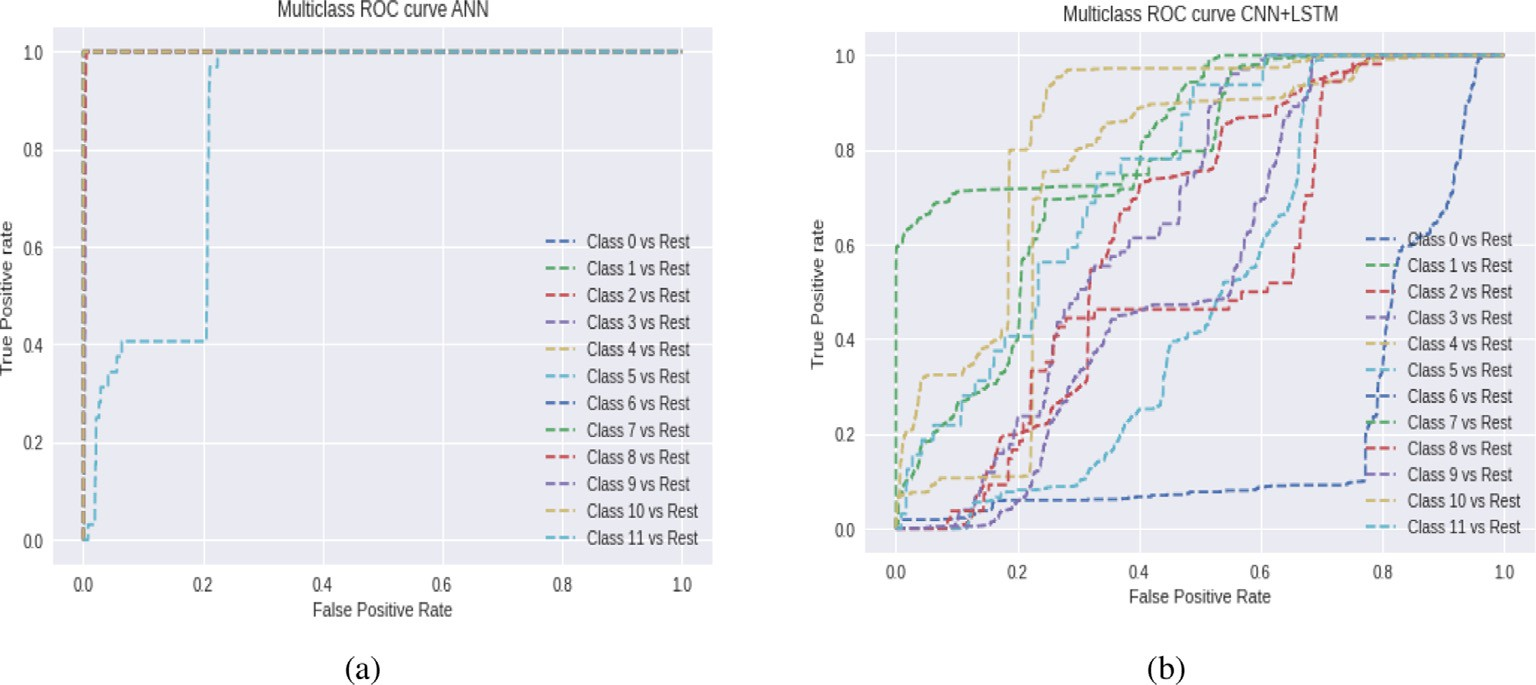 Multiclass ROC curve ANN
1.0
0.8
0.6
0.4
0.2
0.0
True Positive rate
Class 0 vs Rest
Class 1 vs Rest
Class 2 vs Rest
Class 3 vs Rest
Class 4 vs Rest
Class 5 vs Rest
Class 6 vs Rest
Class 7 vs Rest
Class 8 vs Rest
Class 9 vs Rest
Class 10 vs Rest
Class 11 vs Rest
0.0 0.2 0.4 0.6 0.8 1.0
False Positive Rate
(a)
Multiclass ROC curve CNN+LSTM
1.0
0.8
0.6
0.4
0.2
0.0
True Positive rate
Class 0 vs Rest
Class 1 vs Rest
Class 2 vs Rest
Class 3 vs Rest
Class 4 vs Rest
Class 5 vs Rest
Class 6 vs Rest
Class 7 vs Rest
Class 8 vs Rest
Class 9 vs Rest
Class 10 vs Rest
Class 11 vs Rest
0.0 0.2 0.4 0.6 0.8 1.0
False Positive Rate
(b)